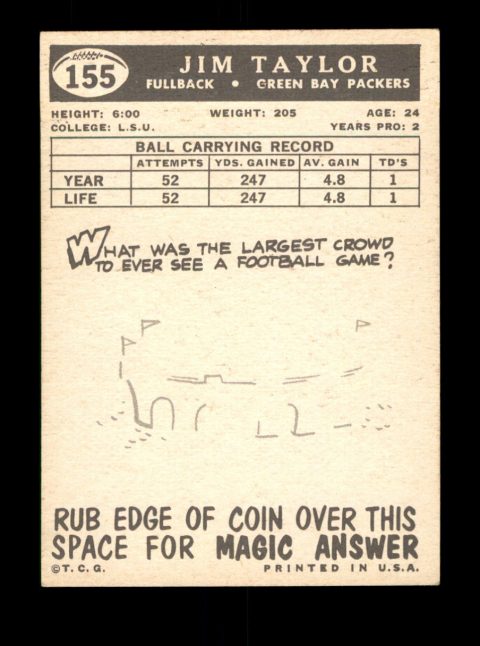 155
JIM TAYLOR
FULLBACK • GREEN BAY PACKERS
HEIGHT: 6:00 WEIGHT: 205 AGE: 24
COLLEGE: L.S.U. YEARS PRO: 2
BALL CARRYING RECORD
ATTEMPTS YDS. GAINED AV. GAIN TD'S
YEAR 52 247 4.8 1
LIFE 52 247 4.8 1
WHAT WAS THE LARGEST CROWD
TO EVER SEE A FOOTBALL GAME?
RUB EDGE OF COIN OVER THIS
SPACE FOR MAGIC ANSWER
©T.C.G. PRINTED IN U.S.A.